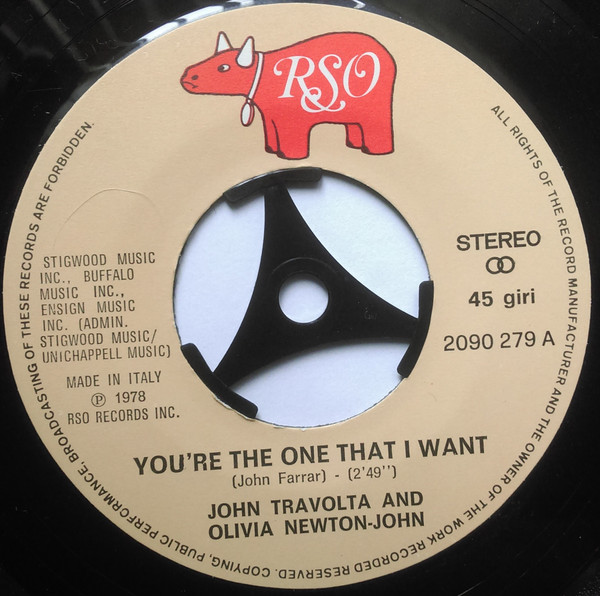 RSO
STEREO
45 giri
2090 279 A
STIGWOOD MUSIC
INC., BUFFALO
MUSIC INC.,
ENSIGN MUSIC
INC. (ADMIN.
STIGWOOD MUSIC/
UNICHAPPELL MUSIC)
MADE IN ITALY
Ⓟ 1978
RSO RECORDS INC.
YOU'RE THE ONE THAT I WANT
(John Farrar) - (2'49'')
JOHN TRAVOLTA AND
OLIVIA NEWTON-JOHN
ALL RIGHTS OF THE RECORD MANUFACTURER AND THE OWNER OF THE WORK RECORDED RESERVED. COPYING, PUBLIC PERFORMANCE, BROADCASTING OF THESE RECORDS ARE FORBIDDEN.